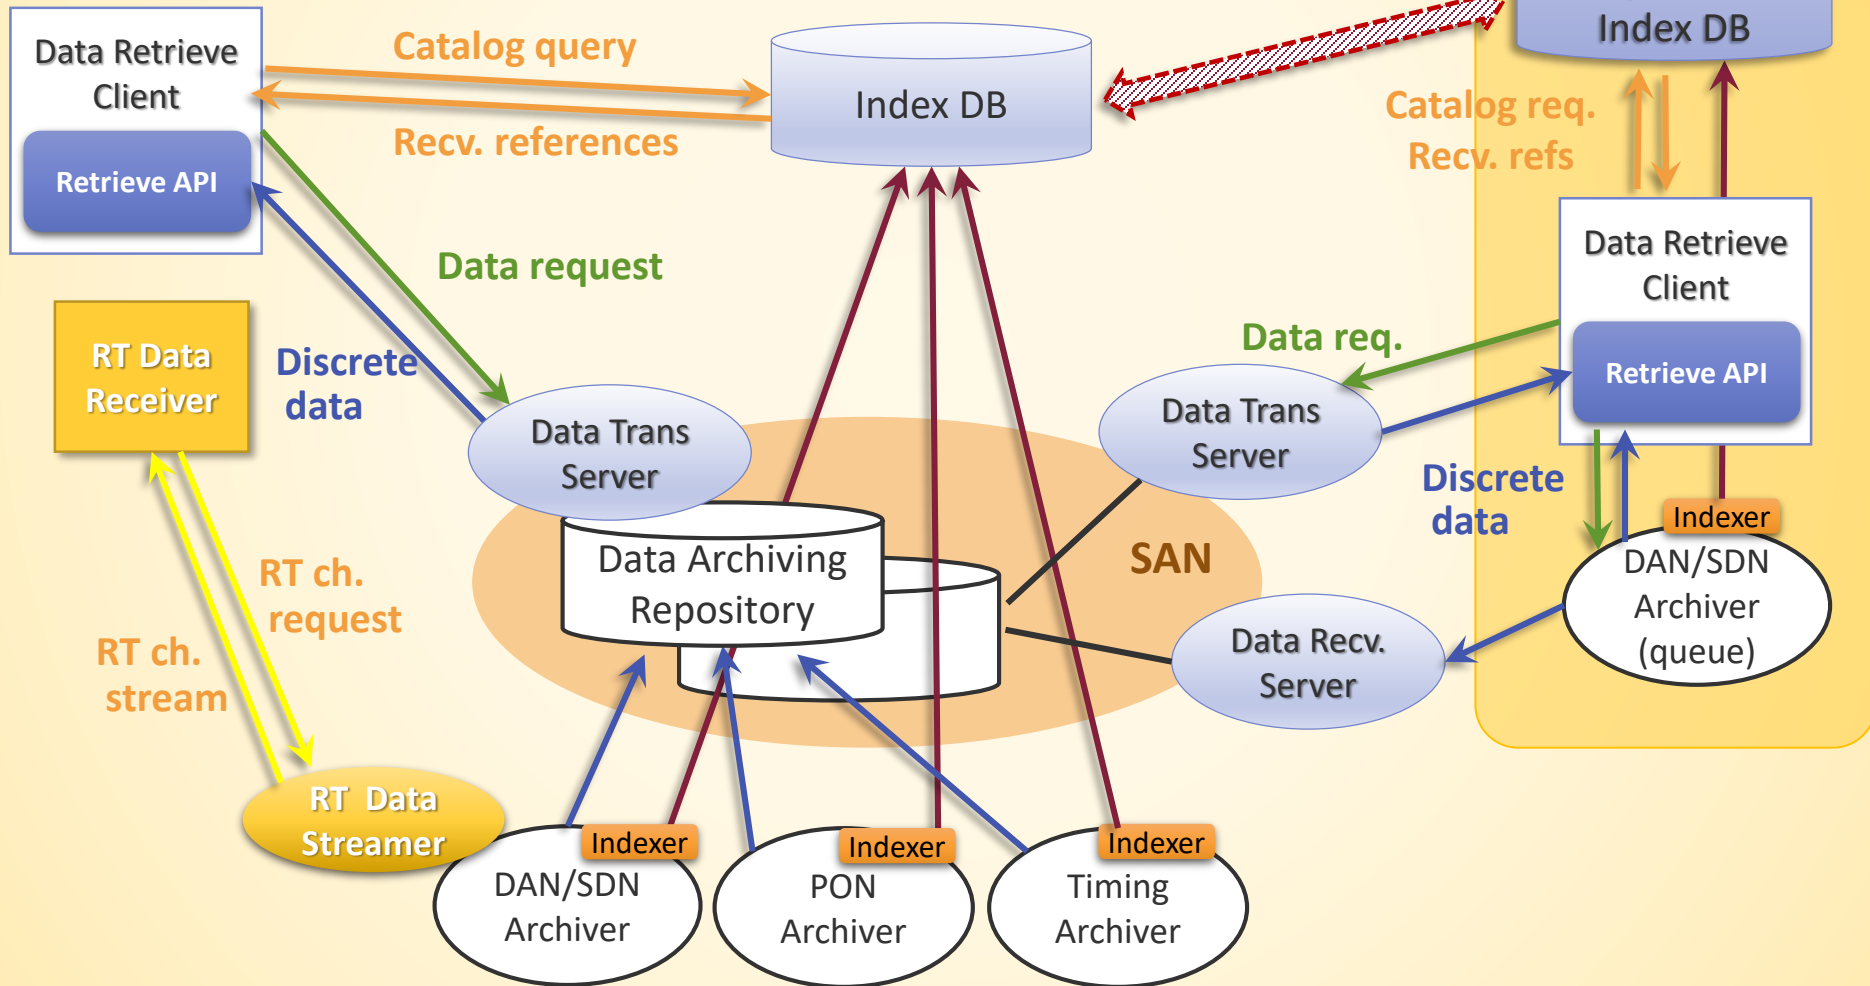 Data Retrieve
Client
Retrieve API
Catalog query
Recv. references
Index DB
Index DB
Catalog req.
Recv. refs
Data Retrieve
Client
Retrieve API
Data request
Data req.
RT Data
Receiver
Discrete
data
Data Trans
Server
Data Trans
Server
Discrete
data
Indexer
DAN/SDN
Archiver
(queue)
SAN
Data Archiving
Repository
Data Recv.
Server
RT ch.
request
RT ch.
stream
RT Data
Streamer
Indexer
DAN/SDN
Archiver
Indexer
PON
Archiver
Indexer
Timing
Archiver